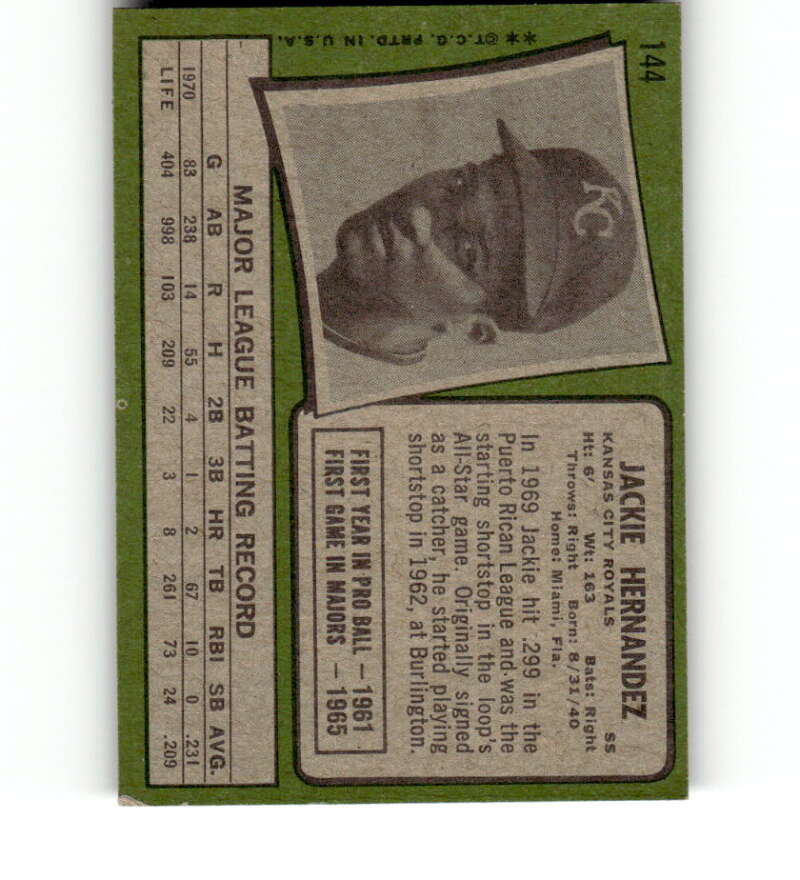 144
** ©T.C.G. PRTD. IN U.S.A.
KC
JACKIE HERNANDEZ SS
KANSAS CITY ROYALS
Ht: 6' Wt: 163 Bats: Right
Throws: Right Born: 8/31/40
Home: Miami, Fla.
In 1969 Jackie hit .299 in the
Puerto Rican League and was the
starting shortstop in the loop's
All-Star game. Originally signed
as a catcher, he started playing
shortstop in 1962, at Burlington.
FIRST YEAR IN PRO BALL — 1961
FIRST GAME IN MAJORS — 1965
MAJOR LEAGUE BATTING RECORD
G AB R H 2B 3B HR TB RBI SB AVG.
1970 83 238 14 55 4 1 2 67 10 0 .231
LIFE 404 998 103 209 22 3 8 261 73 24 .209